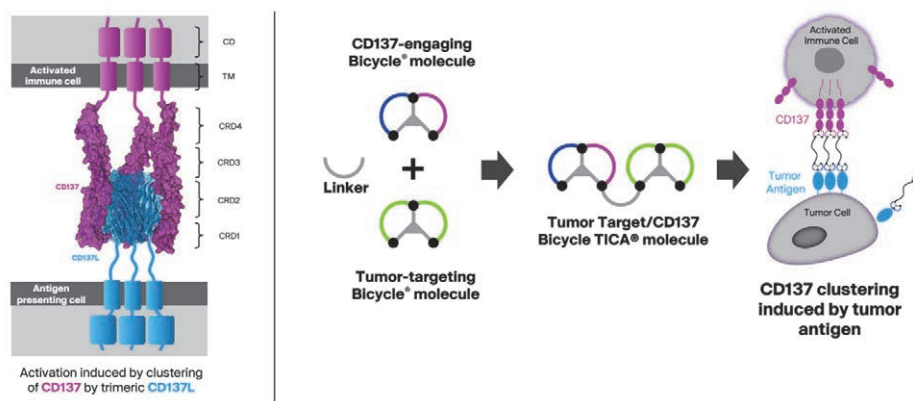 CD
Activated
immune cell
TM
CRD4
CRD3
CD137
CRD2
CRD1
CD137L
Antigen
presenting cell
Activation induced by clustering
of CD137 by trimeric CD137L
CD137-engaging
Bicycle® molecule
Linker
+
Tumor-targeting
Bicycle® molecule
Tumor Target/CD137
Bicycle TICA® molecule
Activated
Immune Cell
CD137
Tumor
Antigen
Tumor Cell
CD137 clustering
induced by tumor
antigen